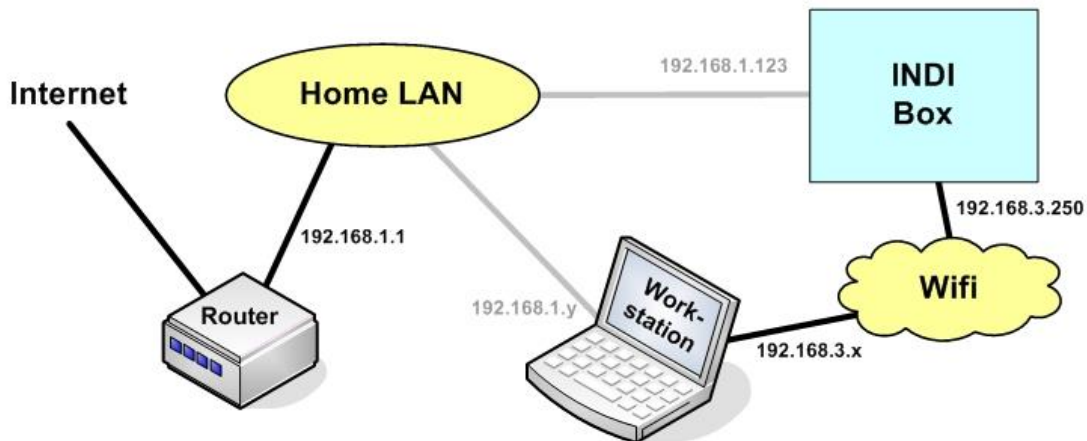 192.168.1.123
INDI
Box
Internet
Home LAN
192.168.3.250
192.168.1.1
Wifi
Router
192.168.1.y
Work-
station
192.168.3.x